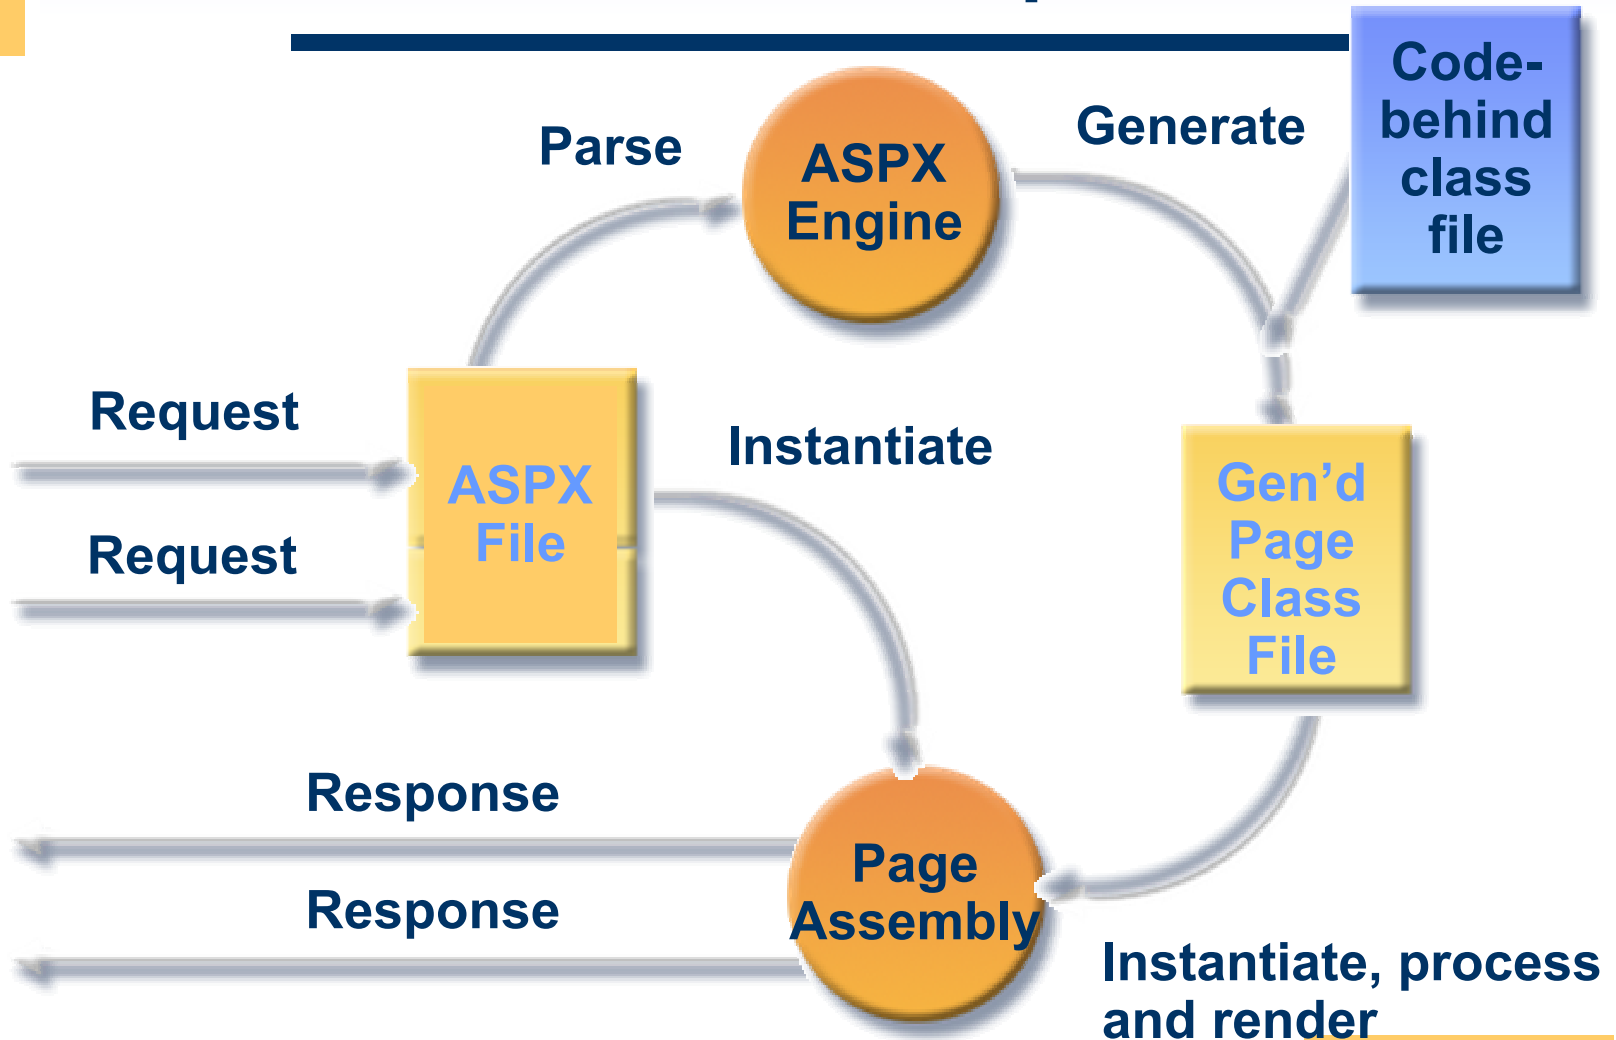 Code-
behind
class
file
Parse
Generate
ASPX
Engine
Request
Request
ASPX
File
Instantiate
Gen’d
Page
Class
File
Response
Response
Page
Assembly
Instantiate, process
and render